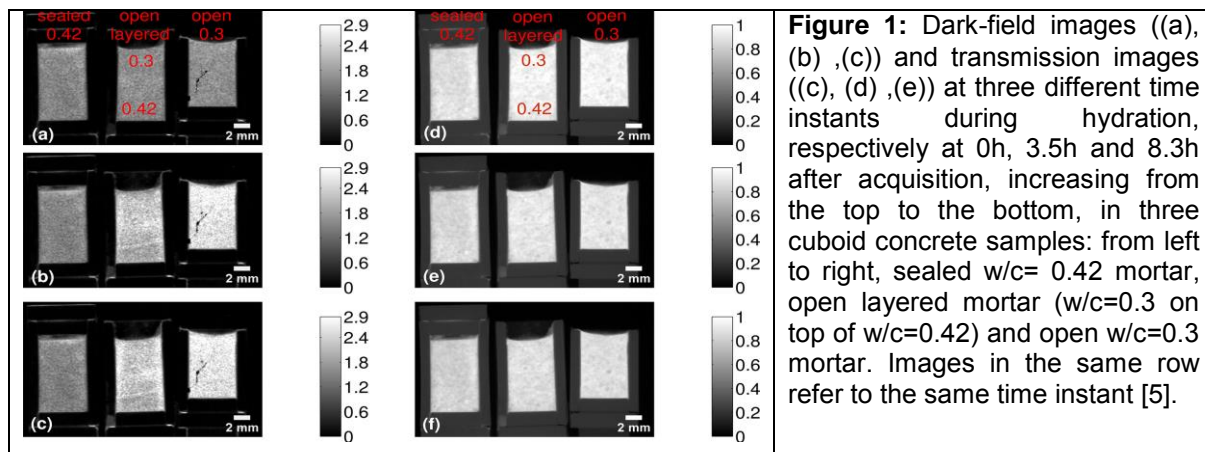 sealed open open
0.42 layered 0.3
0.3
0.42
(a)
2 mm
2.9
2.4
1.8
1.2
0.6
0
sealed open open
0.42 layered 0.3
0.3
0.42
(d)
2 mm
1
0.8
0.6
0.4
0.2
0
(b)
2 mm
2.9
2.4
1.8
1.2
0.6
0
(e)
2 mm
1
0.8
0.6
0.4
0.2
0
(c)
2 mm
2.9
2.4
1.8
1.2
0.6
0
(f)
2 mm
1
0.8
0.6
0.4
0.2
0
Figure 1: Dark-field images ((a),
(b) ,(c)) and transmission images
((c), (d) ,(e)) at three different time
instants during hydration,
respectively at 0h, 3.5h and 8.3h
after acquisition, increasing from
the top to the bottom, in three
cuboid concrete samples: from left
to right, sealed w/c= 0.42 mortar,
open layered mortar (w/c=0.3 on
top of w/c=0.42) and open w/c=0.3
mortar. Images in the same row
refer to the same time instant [5].